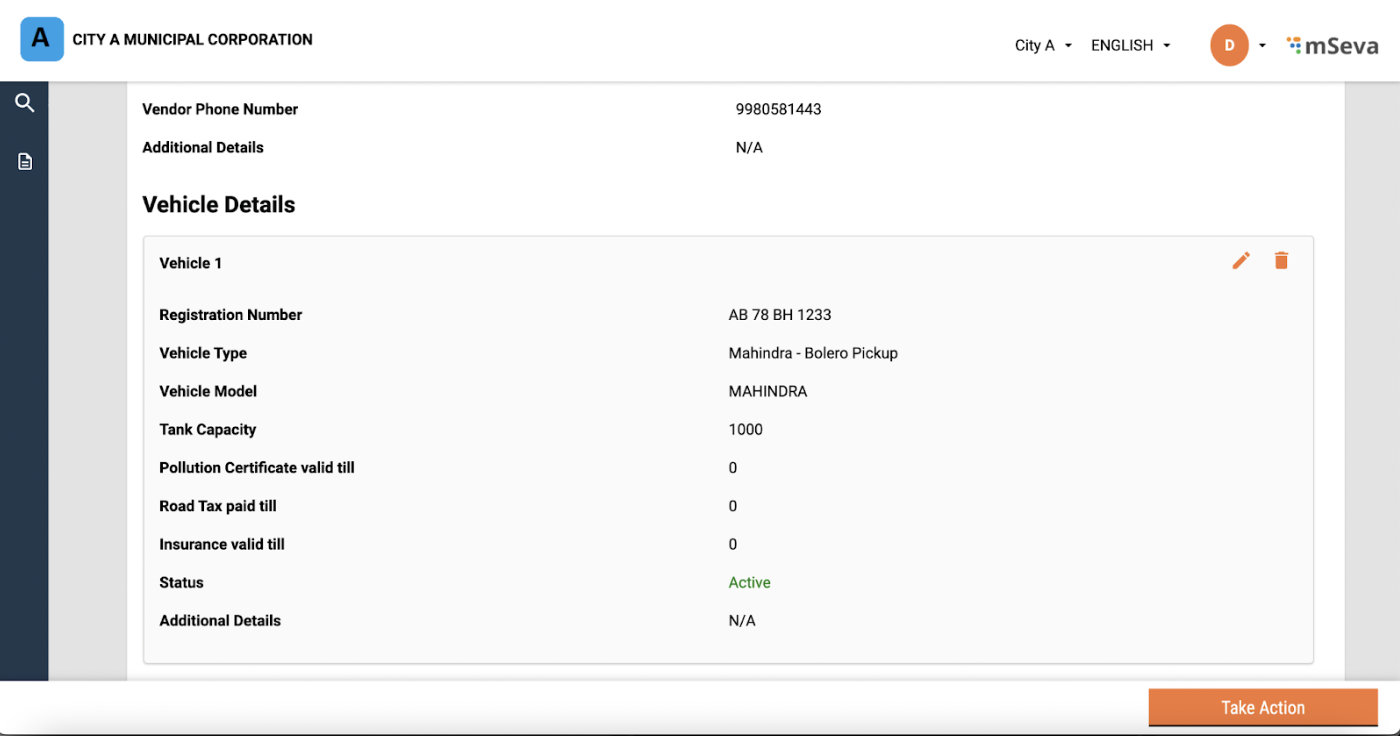 A CITY A MUNICIPAL CORPORATION City A ENGLISH D mSeva
Vendor Phone Number 9980581443
Additional Details N/A
Vehicle Details
Vehicle 1
Registration Number AB 78 BH 1233
Vehicle Type Mahindra - Bolero Pickup
Vehicle Model MAHINDRA
Tank Capacity 1000
Pollution Certificate valid till 0
Road Tax paid till 0
Insurance valid till 0
Status Active
Additional Details N/A
Take Action